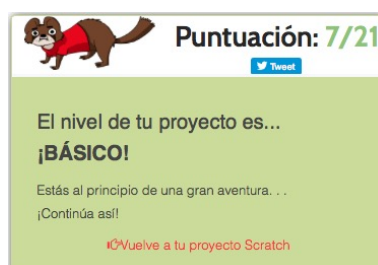 Puntuación: 7/21
Tweet
El nivel de tu proyecto es...
¡BÁSICO!
Estás al principio de una gran aventura. . .
¡Continúa así!
Vuelve a tu proyecto Scratch